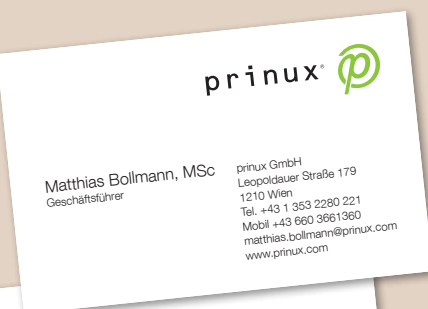 prinux®
Matthias Bollmann, MSc
Geschäftsführer
prinux GmbH
Leopoldauer Straße 179
1210 Wien
Tel. +43 1 353 2280 221
Mobil +43 660 3661360
matthias.bollmann@prinux.com
www.prinux.com